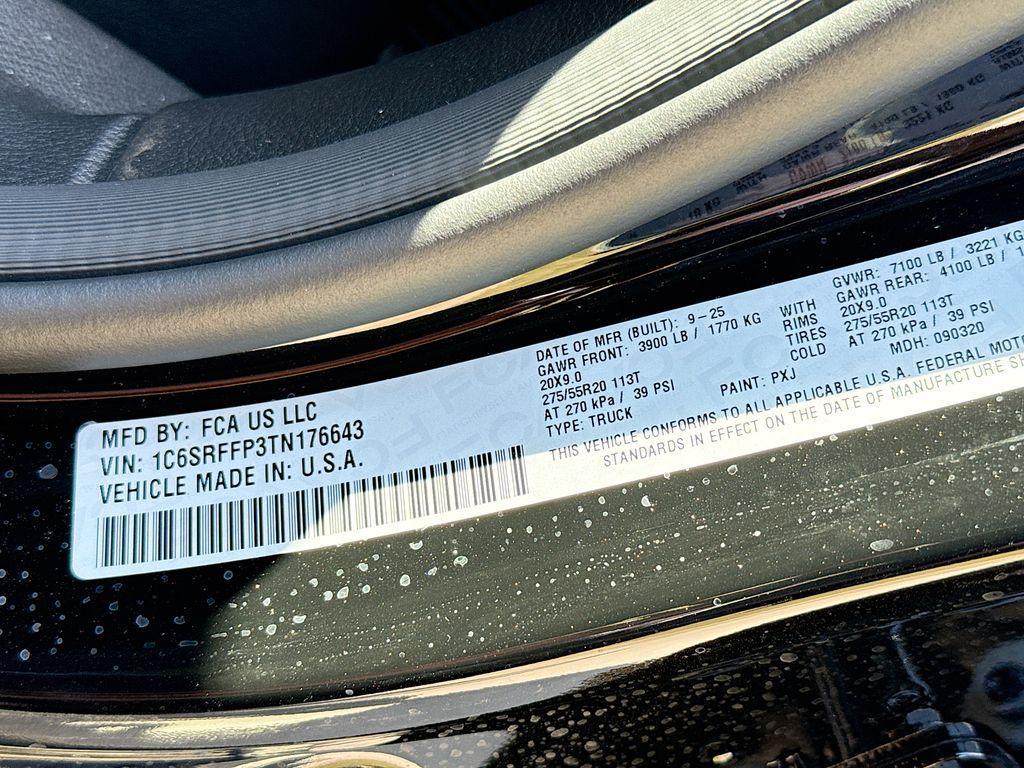 MFD BY: FCA US LLC
VIN: 1C6SRFFP3TN176643
VEHICLE MADE IN: U.S.A.
DATE OF MFR (BUILT): 9-25
GAWR FRONT: 3900 LB / 1770 KG
20X9.0
275/55R20 113T
AT 270 kPa / 39 PSI
TYPE: TRUCK
PAINT: PXJ
WITH
RIMS
TIRES
COLD
GVWR: 7100 LB / 3221 KG
GAWR REAR: 4100 LB /
20X9.0
275/55R20 113T
AT 270 kPa / 39 PSI
MDH: 090320
THIS VEHICLE CONFORMS TO ALL APPLICABLE U.S.A. FEDERAL
STANDARDS IN EFFECT ON THE DATE OF MANUFACTURE